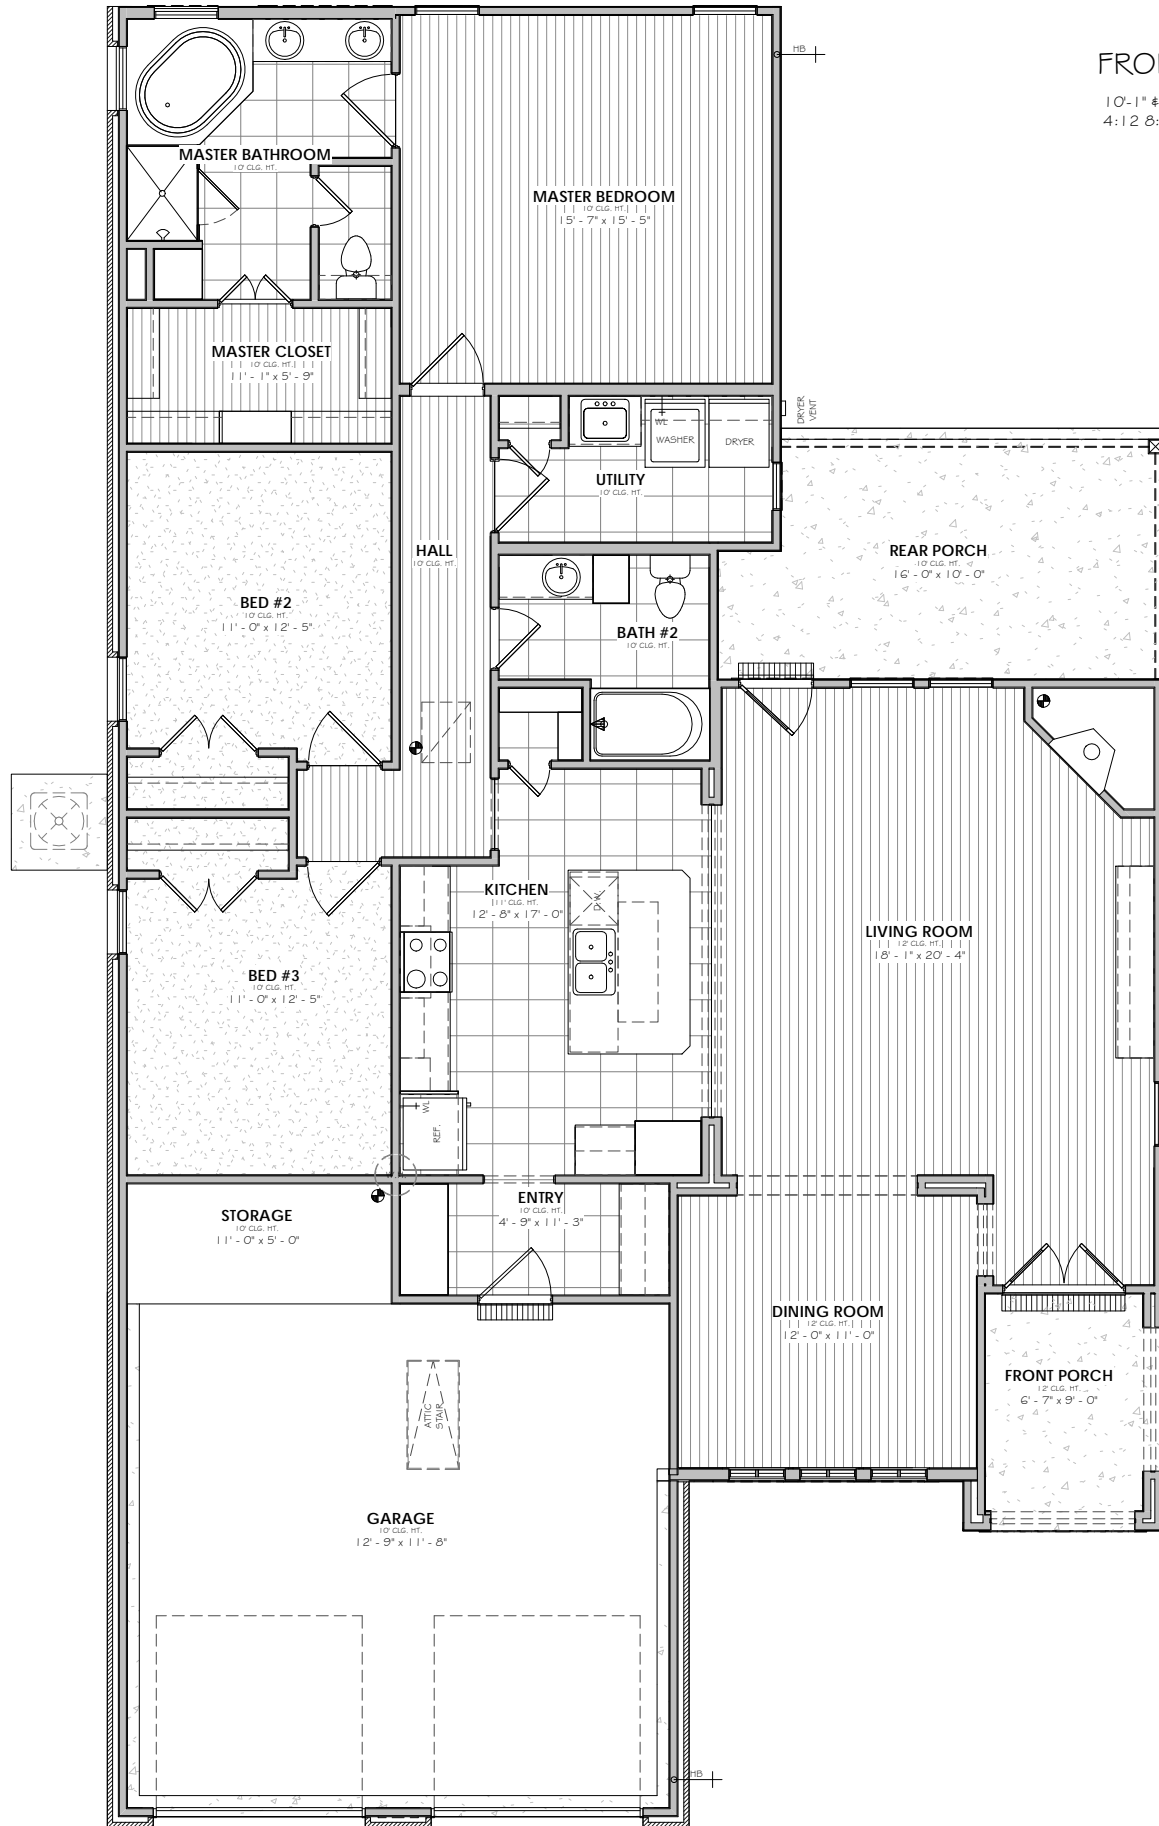 HB
FRO
10'-1" &
4:12 8:
MASTER BATHROOM
10' CLG. HT.
MASTER BEDROOM
10' CLG. HT.
15' - 7" x 15' - 5"
MASTER CLOSET
10' CLG. HT.
11' - 1" x 5' - 9"
DRYER
VENT
WL
WASHER
DRYER
UTILITY
10' CLG. HT.
HALL
10' CLG. HT.
REAR PORCH
10' CLG. HT.
16' - 0" x 10' - 0"
BED #2
10' CLG. HT.
11' - 0" x 12' - 5"
BATH #2
10' CLG. HT.
KITCHEN
11' CLG. HT.
12' - 8" x 17' - 0"
D.W.
LIVING ROOM
12' CLG. HT.
18' - 1" x 20' - 4"
BED #3
10' CLG. HT.
11' - 0" x 12' - 5"
WL
REF.
ENTRY
10' CLG. HT.
4' - 9" x 11' - 3"
STORAGE
10' CLG. HT.
11' - 0" x 5' - 0"
DINING ROOM
12' CLG. HT.
12' - 0" x 11' - 0"
FRONT PORCH
12' CLG. HT.
6' - 7" x 9' - 0"
ATTIC
STAIR
GARAGE
10' CLG. HT.
12' - 9" x 11' - 8"
HB